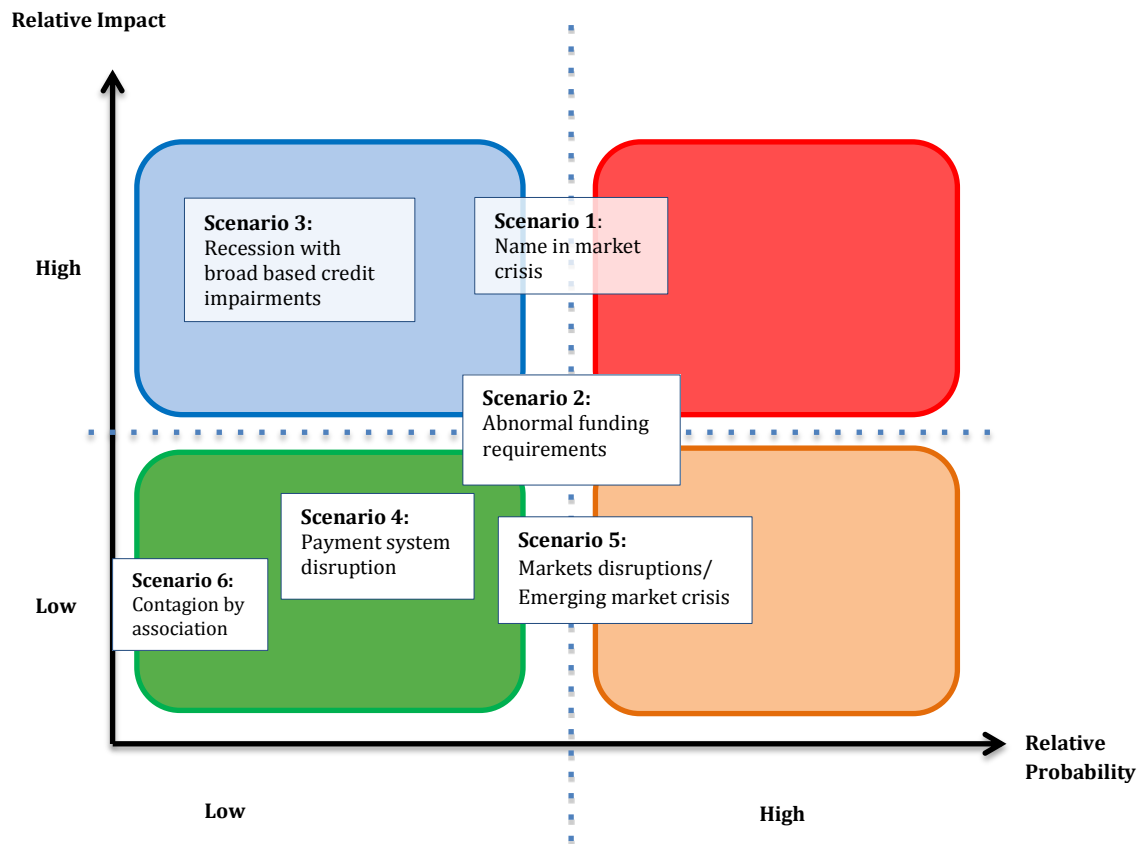 Relative Impact
High
Scenario 3:
Recession with
broad based credit
impairments
Scenario 1:
Name in market
crisis
Scenario 2:
Abnormal funding
requirements
Low
Scenario 6:
Contagion by
association
Scenario 4:
Payment system
disruption
Scenario 5:
Markets disruptions/
Emerging market crisis
Relative
Probability
Low
High